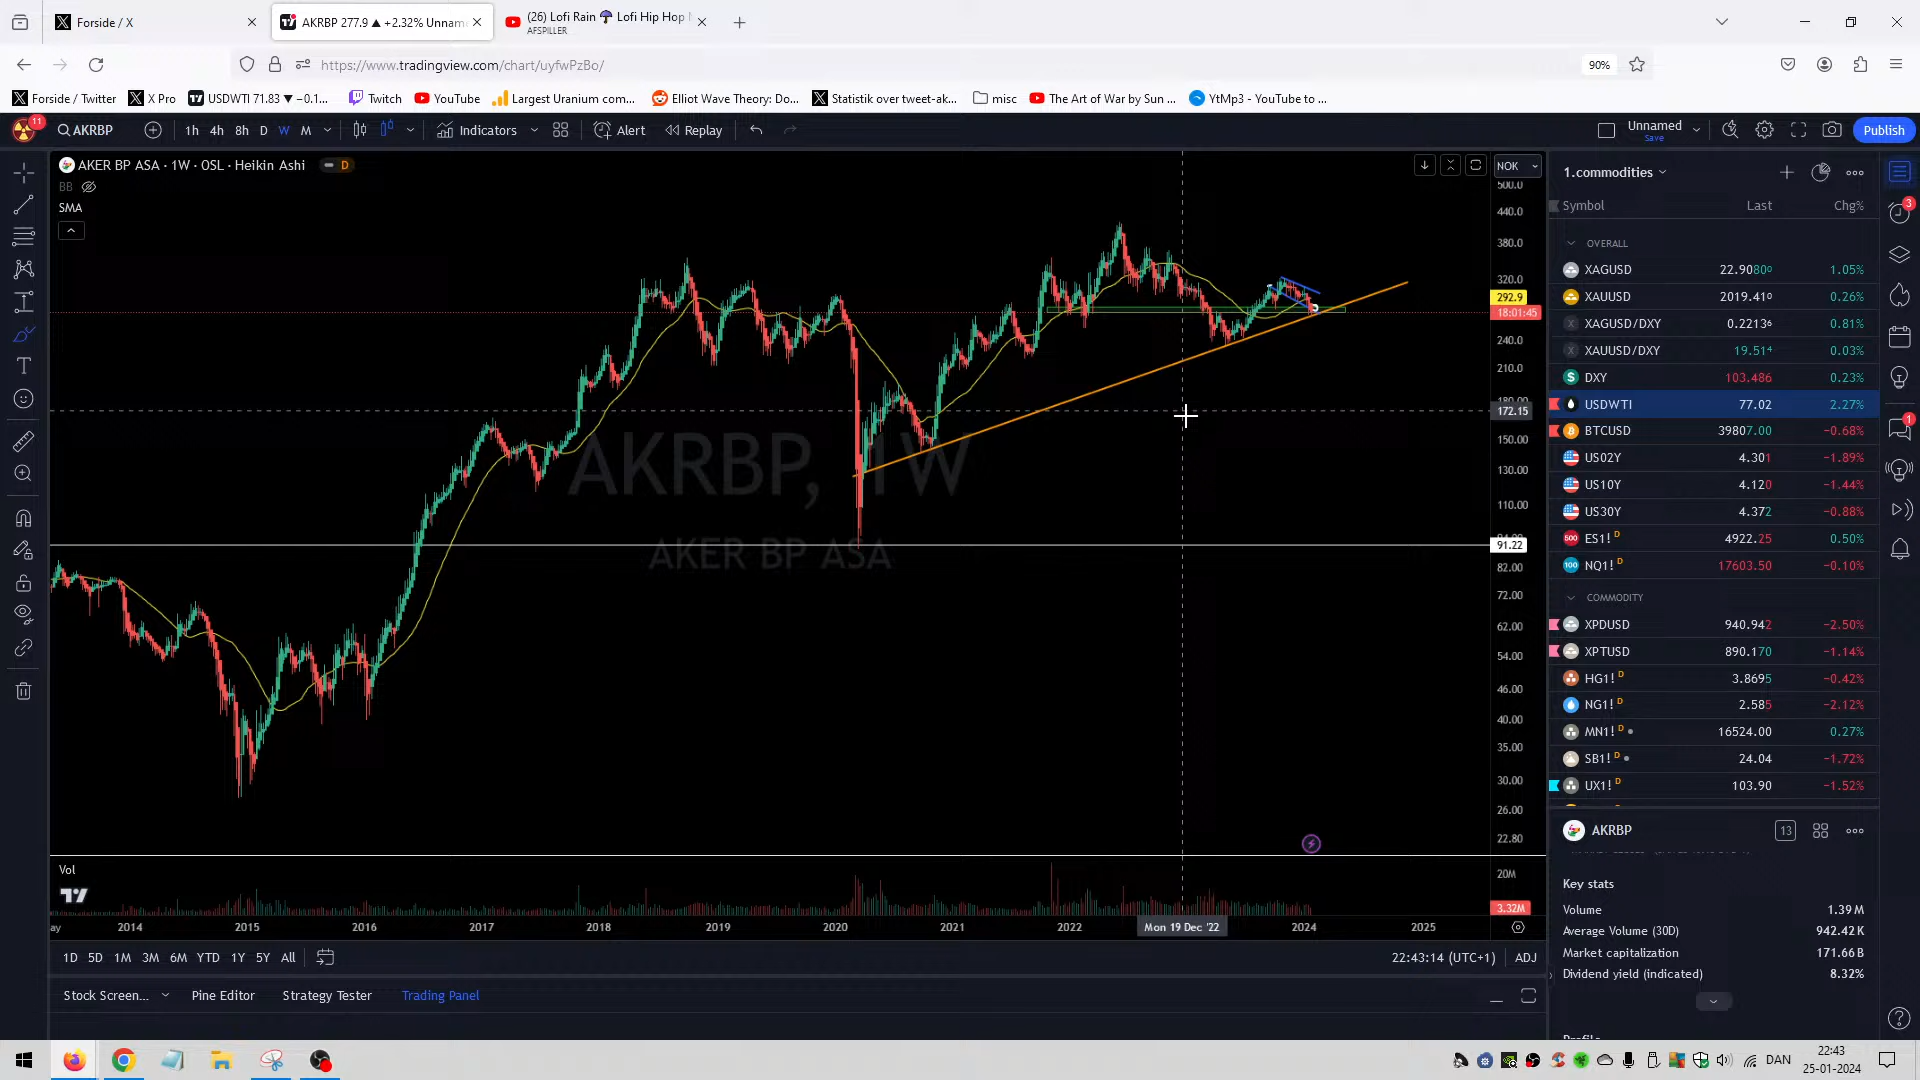 Forside / X
AKRBP 277.9 ▲ +2.32% Unnam
(26) Lofi Rain ☔ Lofi Hip Hop
AFSPILLER
https://www.tradingview.com/chart/uyfwPzBo/
90%
Forside / Twitter
X Pro
USDWTI 71.83 ▼ −0.1...
Twitch
YouTube
Largest Uranium com...
Elliot Wave Theory: Do...
Statistik over tweet-ak...
misc
The Art of War by Sun ...
YtMp3 - YouTube to ...
11
AKRBP
1h 4h 8h D W M
Indicators
Alert
Replay
Unnamed
Save
Publish
AKER BP ASA · 1W · OSL · Heikin Ashi
D
NOK
BB
SMA
500.0
440.0
380.0
320.0
292.9
18:01:45
240.0
210.0
172.15
150.00
130.00
110.00
91.22
82.00
72.00
62.00
54.00
46.00
40.00
35.00
30.00
26.00
22.80
AKRBP, 1W
AKER BP ASA
Vol
20M
3.32M
ay 2014 2015 2016 2017 2018 2019 2020 2021 2022 Mon 19 Dec '22 2024 2025
1D 5D 1M 3M 6M YTD 1Y 5Y All
22:43:14 (UTC+1)
ADJ
Stock Screen...
Pine Editor
Strategy Tester
Trading Panel
1.commodities
Symbol Last Chg%
OVERALL
XAGUSD 22.9080 1.05%
XAUUSD 2019.410 0.26%
XAGUSD/DXY 0.22136 0.81%
XAUUSD/DXY 19.514 0.03%
DXY 103.486 0.23%
USDWTI 77.02 2.27%
BTCUSD 39807.00 −0.68%
US02Y 4.301 −1.89%
US10Y 4.120 −1.44%
US30Y 4.372 −0.88%
ES1! D 4922.25 0.50%
NQ1! D 17603.50 −0.10%
COMMODITY
XPDUSD 940.942 −2.50%
XPTUSD 890.170 −1.14%
HG1! D 3.8695 −0.42%
NG1! D 2.585 −2.12%
MN1! D 16524.00 0.27%
SB1! D 24.04 −1.72%
UX1! D 103.90 −1.52%
AKRBP
13
Key stats
Volume 1.39 M
Average Volume (30D) 942.42 K
Market capitalization 171.66 B
Dividend yield (indicated) 8.32%
3
1
DAN
22:43
25-01-2024